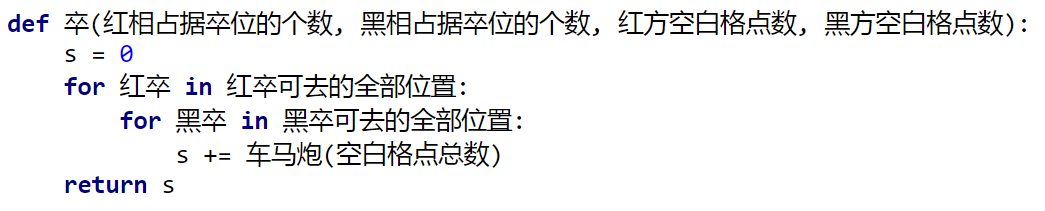 def 卒(红相占据卒位的个数, 黑相占据卒位的个数, 红方空白格点数, 黑方空白格点数):
    s = 0
    for 红卒 in 红卒可去的全部位置:
        for 黑卒 in 黑卒可去的全部位置:
            s += 车马炮(空白格点总数)
    return s